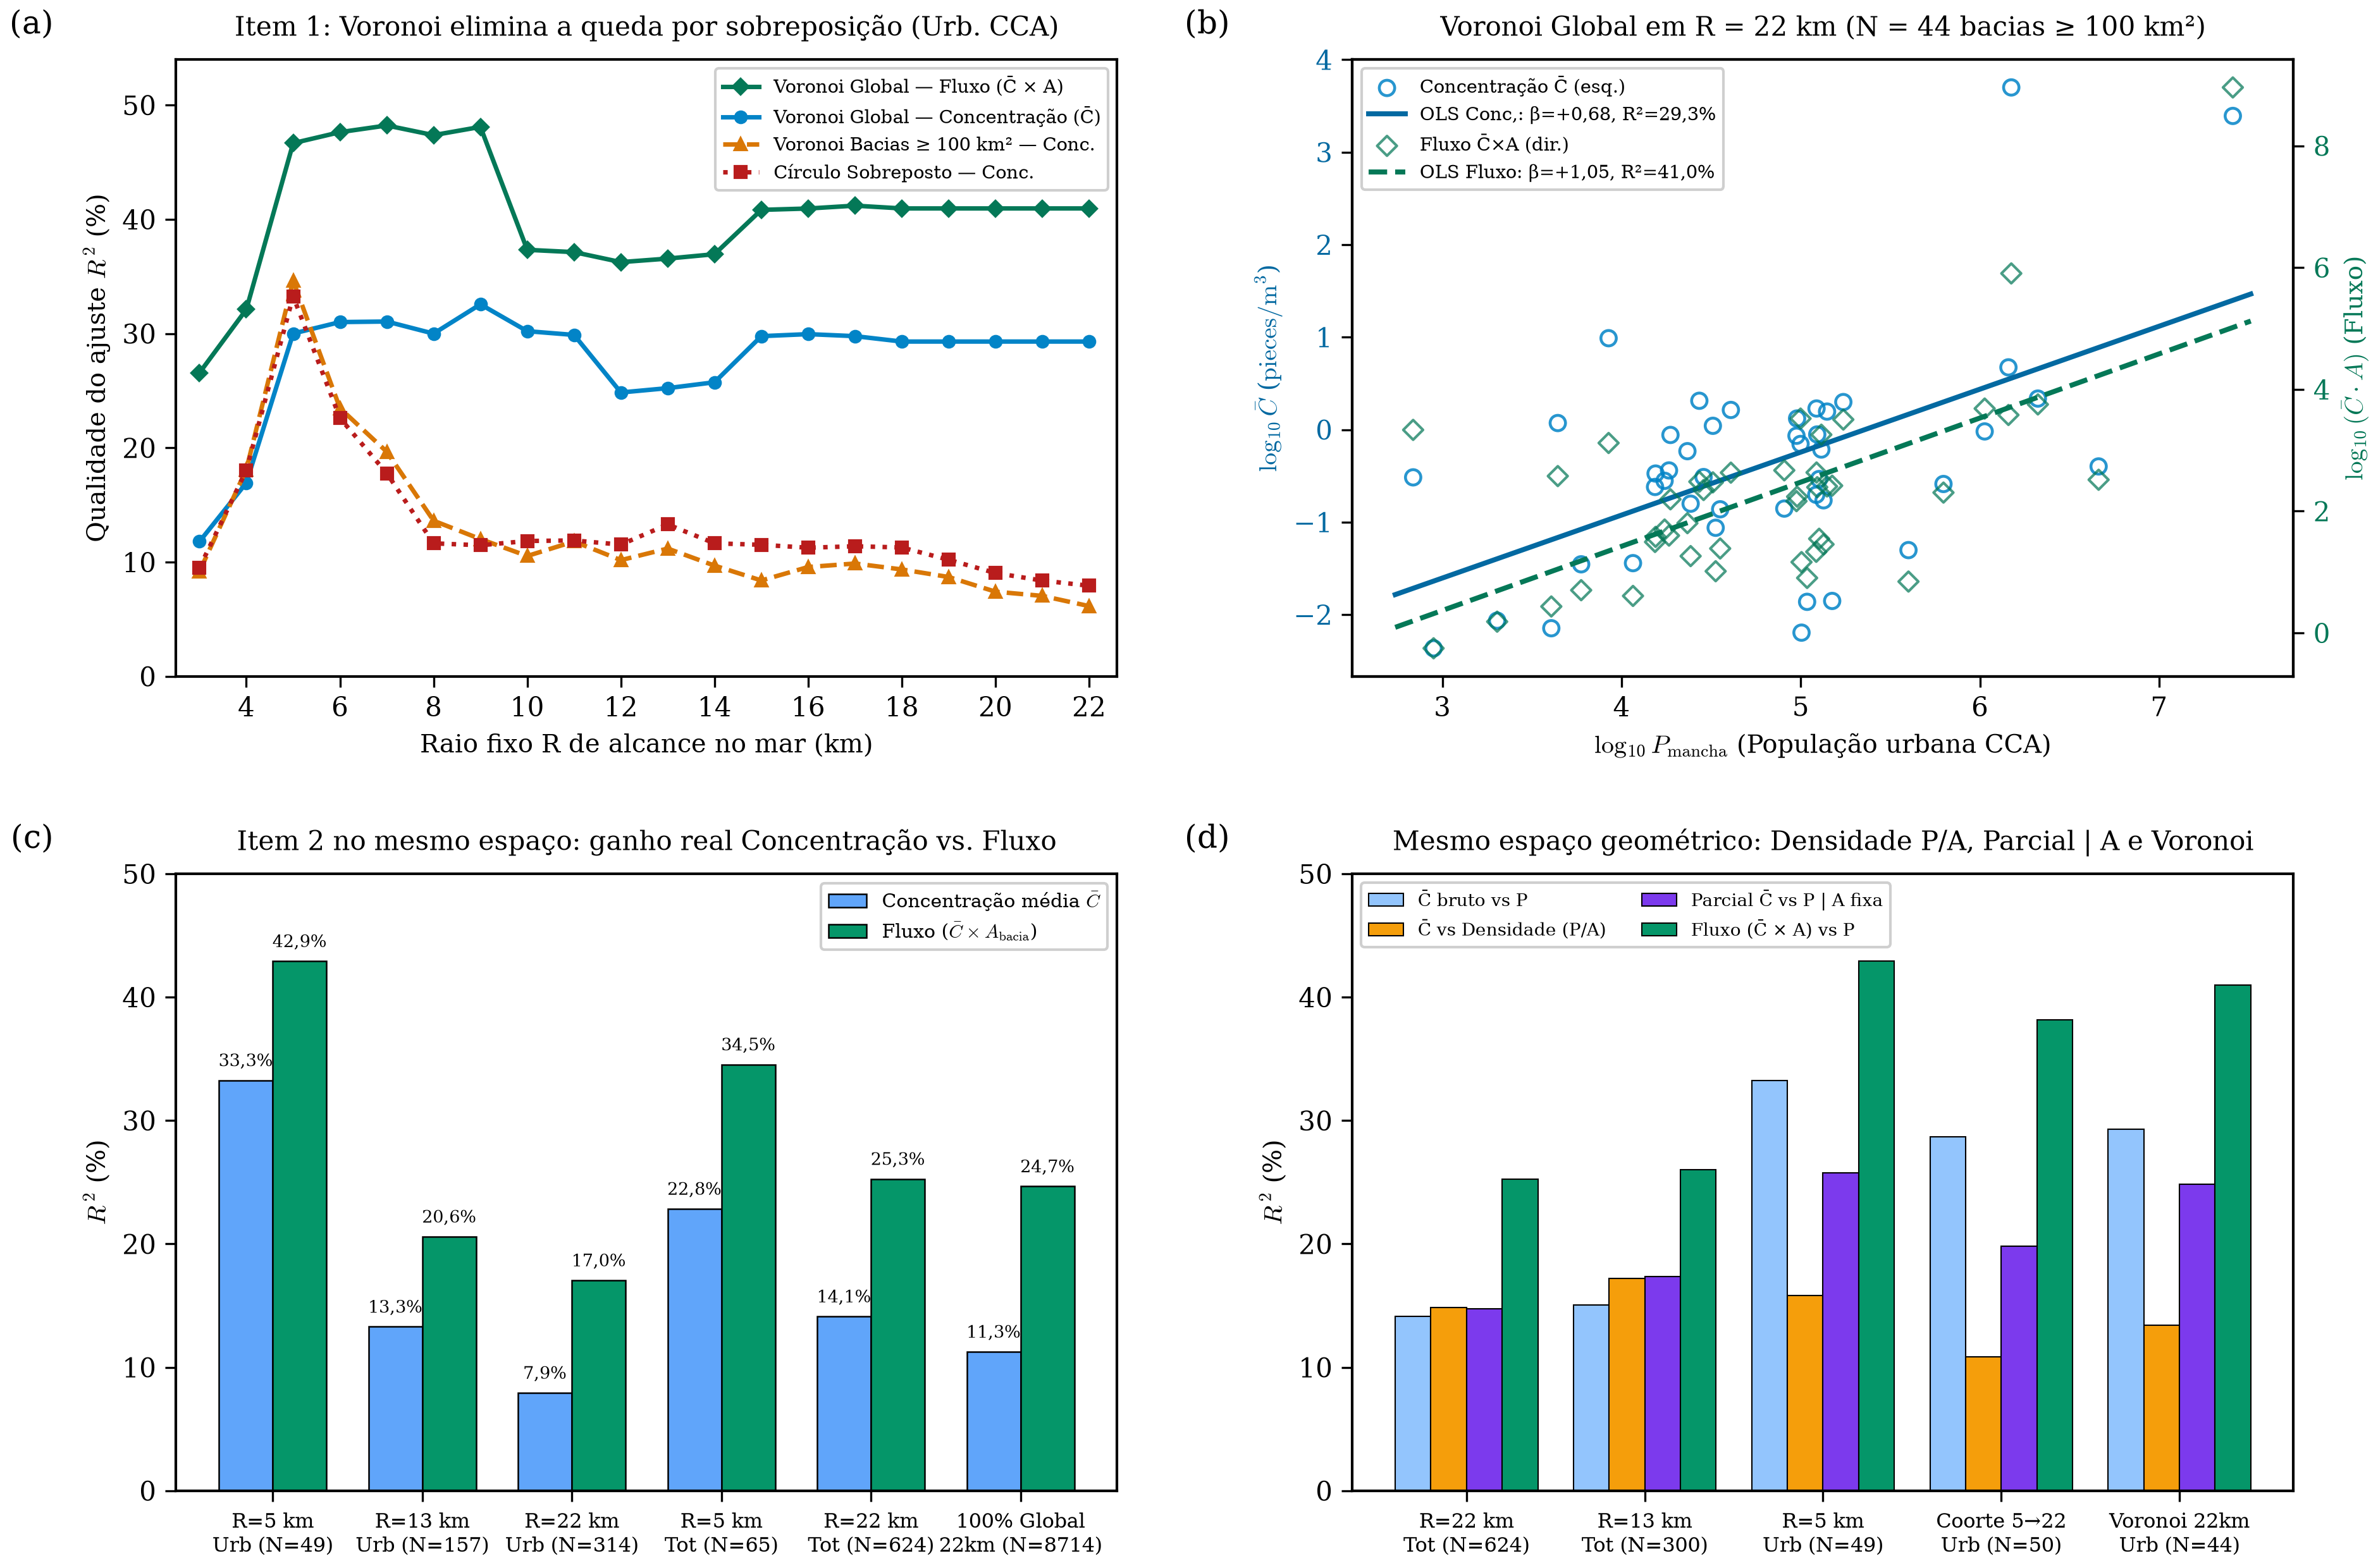 (a)
Item 1: Voronoi elimina a queda por sobreposição (Urb. CCA)
Voronoi Global — Fluxo (C̄ × A)
Voronoi Global — Concentração (C̄)
Voronoi Bacias ≥ 100 km² — Conc.
Círculo Sobreposto — Conc.
Qualidade do ajuste R² (%)
50
40
30
20
10
0
4 6 8 10 12 14 16 18 20 22
Raio fixo R de alcance no mar (km)
(b)
Voronoi Global em R = 22 km (N = 44 bacias ≥ 100 km²)
Concentração C̄ (esq.)
OLS Conc,: β=+0,68, R²=29,3%
Fluxo C̄×A (dir.)
OLS Fluxo: β=+1,05, R²=41,0%
log₁₀ C̄ (pieces/m³)
4
3
2
1
0
−1
−2
8
6
4
2
0
log₁₀ (C̄ · A) (Fluxo)
3 4 5 6 7
log₁₀ Pmancha (População urbana CCA)
(c)
Item 2 no mesmo espaço: ganho real Concentração vs. Fluxo
Concentração média C̄
Fluxo (C̄ × Abacia)
R² (%)
50
40
30
20
10
0
33,3%
42,9%
13,3%
20,6%
7,9%
17,0%
22,8%
34,5%
14,1%
25,3%
11,3%
24,7%
R=5 km
Urb (N=49)
R=13 km
Urb (N=157)
R=22 km
Urb (N=314)
R=5 km
Tot (N=65)
R=22 km
Tot (N=624)
100% Global
22km (N=8714)
(d)
Mesmo espaço geométrico: Densidade P/A, Parcial | A e Voronoi
C̄ bruto vs P
C̄ vs Densidade (P/A)
Parcial C̄ vs P | A fixa
Fluxo (C̄ × A) vs P
R² (%)
50
40
30
20
10
0
R=22 km
Tot (N=624)
R=13 km
Tot (N=300)
R=5 km
Urb (N=49)
Coorte 5→22
Urb (N=50)
Voronoi 22km
Urb (N=44)